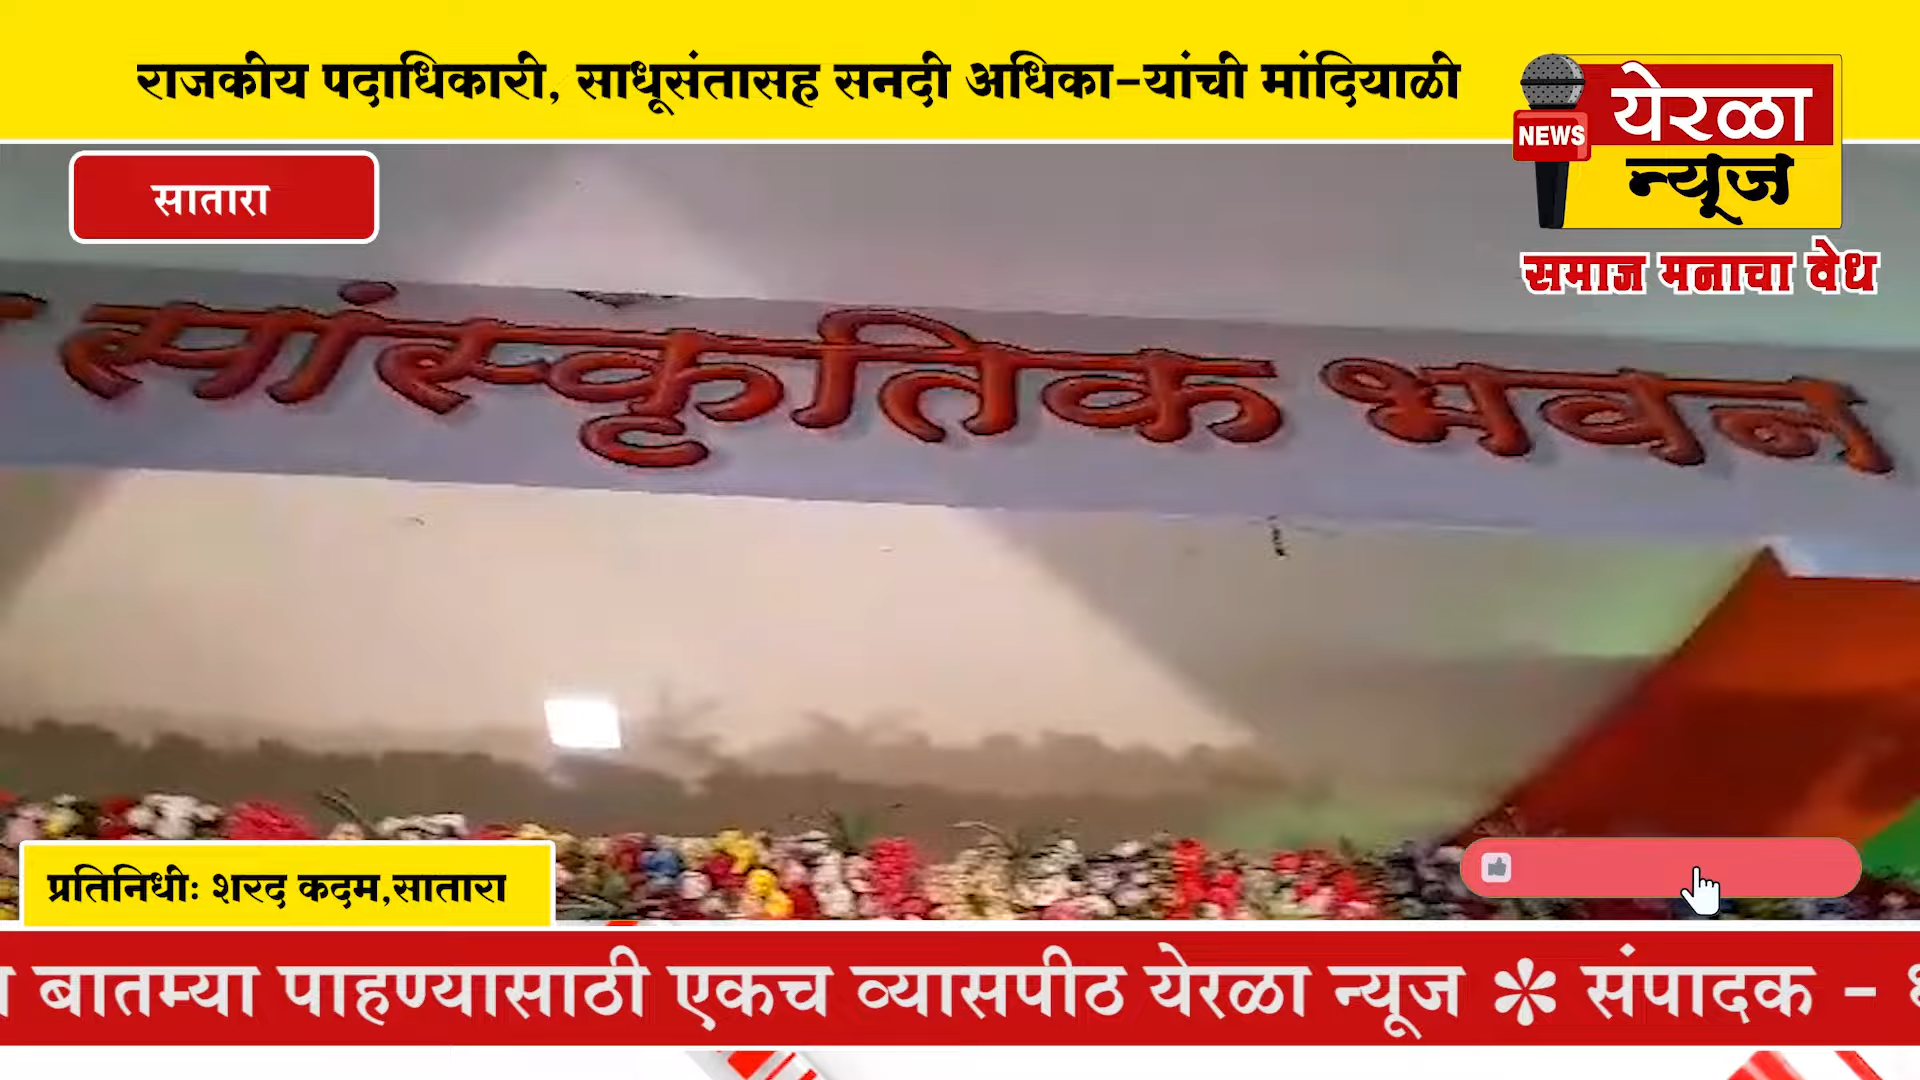 राजकीय पदाधिकारी, साधूसंतासह सनदी अधिका-यांची मांदियाळी
NEWS
येरळा
न्यूज
समाज मनाचा वेध
सातारा
सांस्कृतिक भवन
प्रतिनिधीः शरद कदम,सातारा
बातम्या पाहण्यासाठी एकच व्यासपीठ येरळा न्यूज * संपादक -